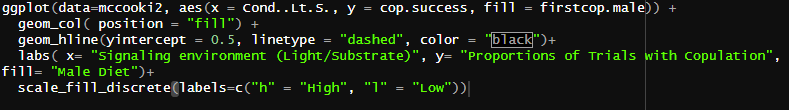 ggplot(data=mccooki2, aes(x = Cond..Lt.S., y = cop.success, fill = firstcop.male)) +
geom_col( position = "fill") +
geom_hline(yintercept = 0.5, linetype = "dashed", color = "black")+
labs( x= "Signaling environment (Light/Substrate)", y= "Proportions of Trials with Copulation",
fill= "Male Diet")+
scale_fill_discrete(labels=c("h" = "High", "l" = "Low"))